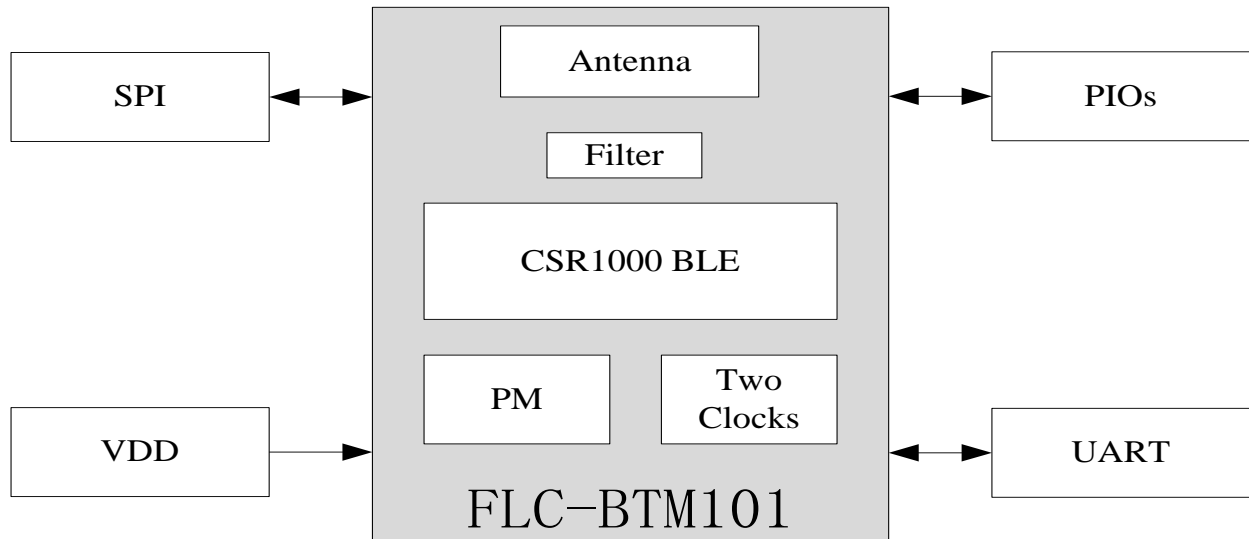 Antenna
SPI
PIOs
Filter
CSR1000 BLE
PM
Two
Clocks
VDD
UART
FLC-BTM101